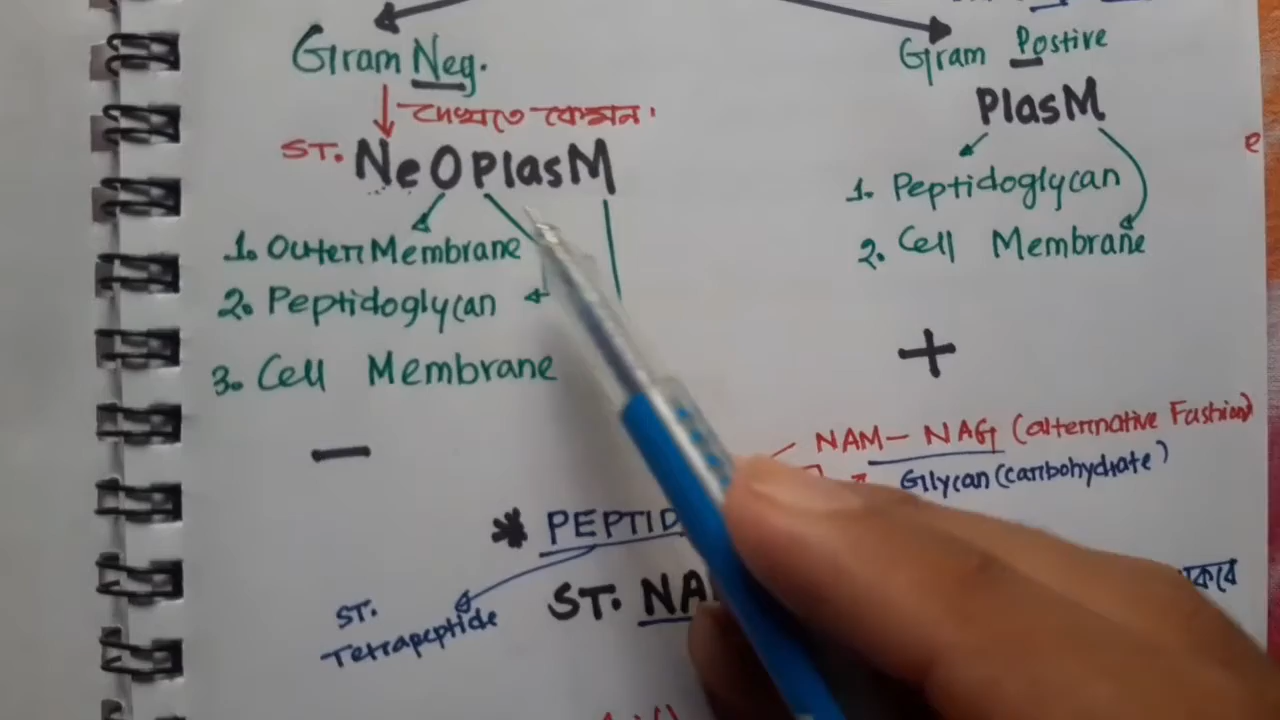 Gram Neg.
Gram Postive
দেখতে কেমন।
PlasM
ST. NeOPlasM
1. Peptidoglycan
1. Outer Membrane
2. Cell Membrane
2. Peptidoglycan
3. Cell Membrane
+
NAM - NAG (alternative Fashion)
−
Glycan (carbohydrate)
* PEPTID
ST. NA
ST.
Tetrapeptide